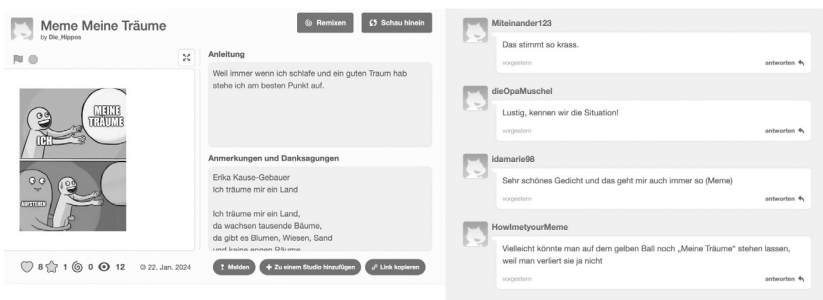 Meme Meine Träume
by Die_Hippos
Remixen
Schau hinein
MEINE
TRÄUME
ICH
AUFSTEHEN
8 1 0 12
© 22. Jan. 2024
Anleitung
Weil immer wenn ich schlafe und ein guten Traum hab
stehe ich am besten Punkt auf.
Anmerkungen und Danksagungen
Erika Kause-Gebauer
Ich träume mir ein Land
Ich träume mir ein Land,
da wachsen tausende Bäume,
da gibt es Blumen, Wiesen, Sand
und keine engen Räume
Melden
Zu einem Studio hinzufügen
Link kopieren
Miteinander123
Das stimmt so krass.
vorgestern
antworten
dieOpaMuschel
Lustig, kennen wir die Situation!
vorgestern
antworten
idamarie98
Sehr schönes Gedicht und das geht mir auch immer so (Meme)
vorgestern
antworten
HowImetyourMeme
Vielleicht könnte man auf dem gelben Ball noch „Meine Träume“ stehen lassen,
weil man verliert sie ja nicht
vorgestern
antworten